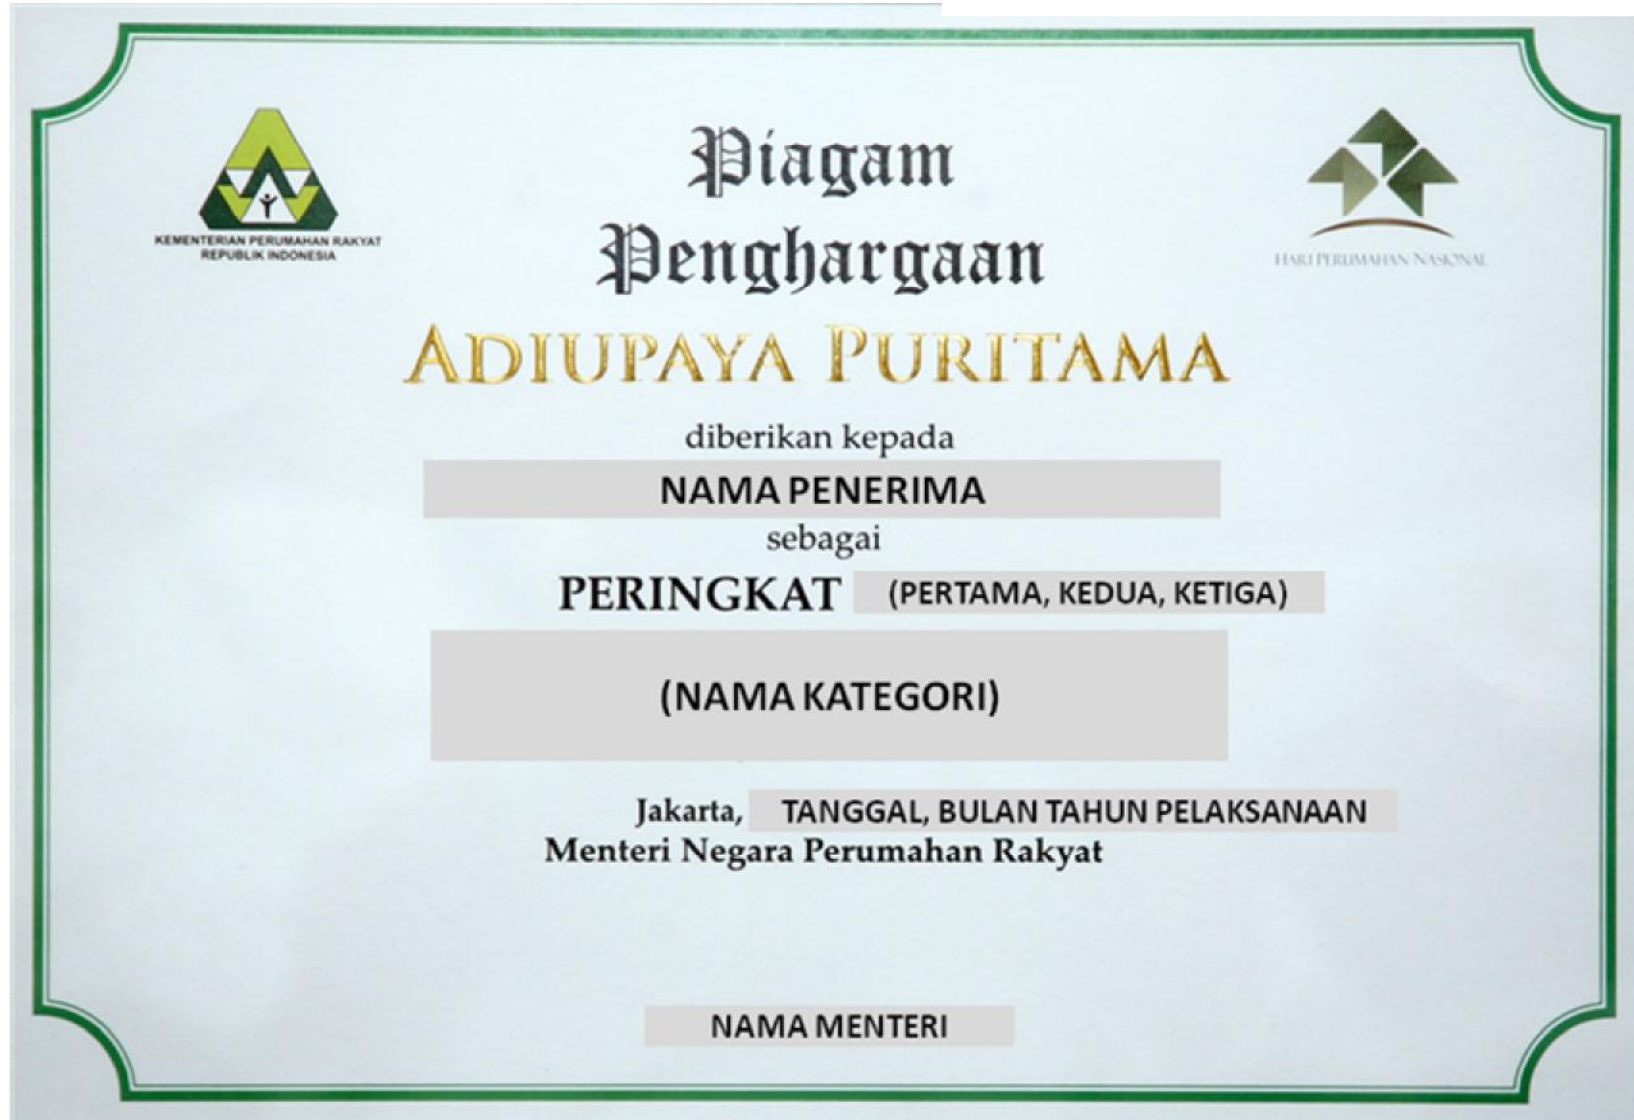 KEMENTERIAN PERUMAHAN RAKYAT
REPUBLIK INDONESIA
HARI PERUMAHAN NASIONAL
Piagam
Penghargaan
ADIUPAYA PURITAMA
diberikan kepada
NAMA PENERIMA
sebagai
PERINGKAT (PERTAMA, KEDUA, KETIGA)
(NAMA KATEGORI)
Jakarta, TANGGAL, BULAN TAHUN PELAKSANAAN
Menteri Negara Perumahan Rakyat
NAMA MENTERI